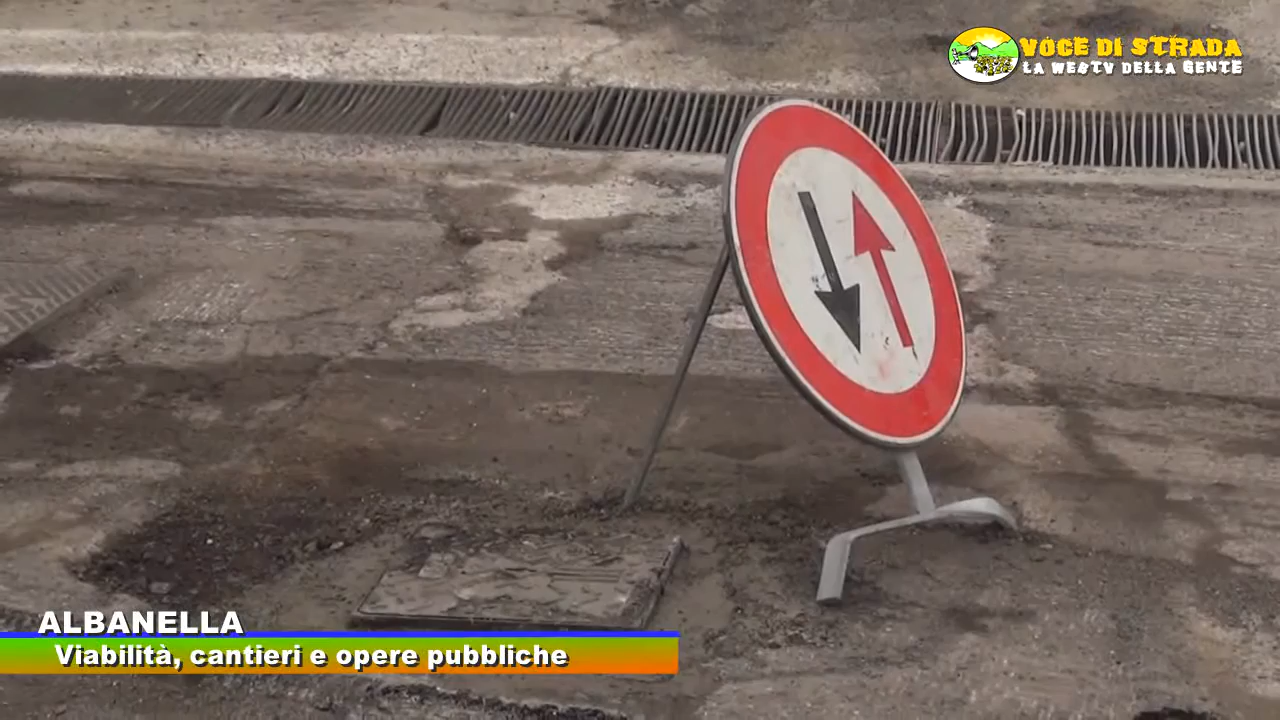 VOCE DI STRADA
LA WEBTV DELLA GENTE
ALBANELLA
Viabilità, cantieri e opere pubbliche